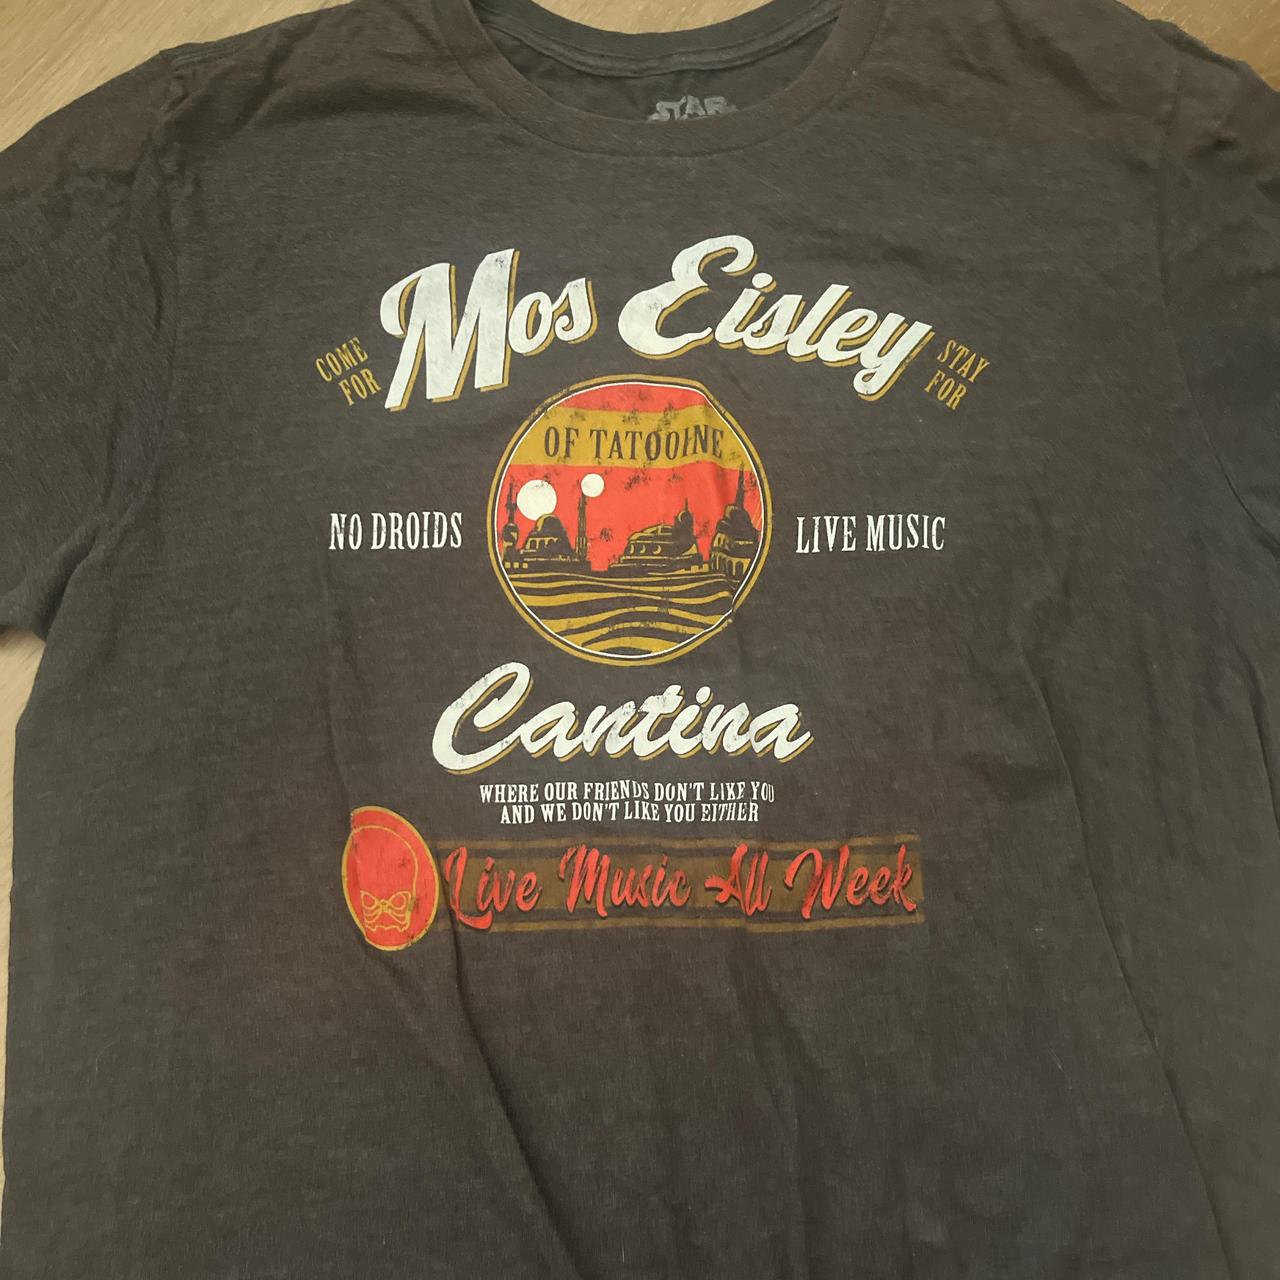 STAR
Mos Eisley
COME
FOR
STAY
FOR
OF TATOOINE
NO DROIDS
LIVE MUSIC
Cantina
WHERE OUR FRIENDS DON'T LIKE YOU
AND WE DON'T LIKE YOU EITHER
Live Music All Week